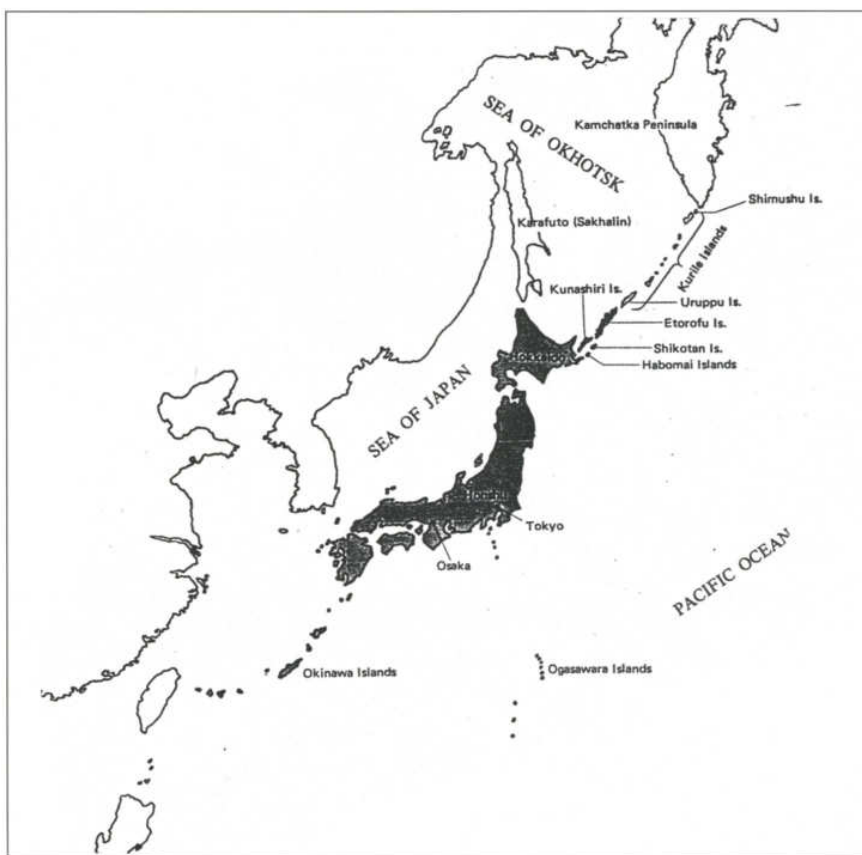 SEA OF OKHOTSK
Kamchatka Peninsula
Shimushu Is.
Karafuto (Sakhalin)
Kurile Islands
Kunashiri Is.
Uruppu Is.
Etorofu Is.
Hokkaido
Shikotan Is.
Habomai Islands
SEA OF JAPAN
Honshu
Tokyo
Osaka
PACIFIC OCEAN
Okinawa Islands
Ogasawara Islands